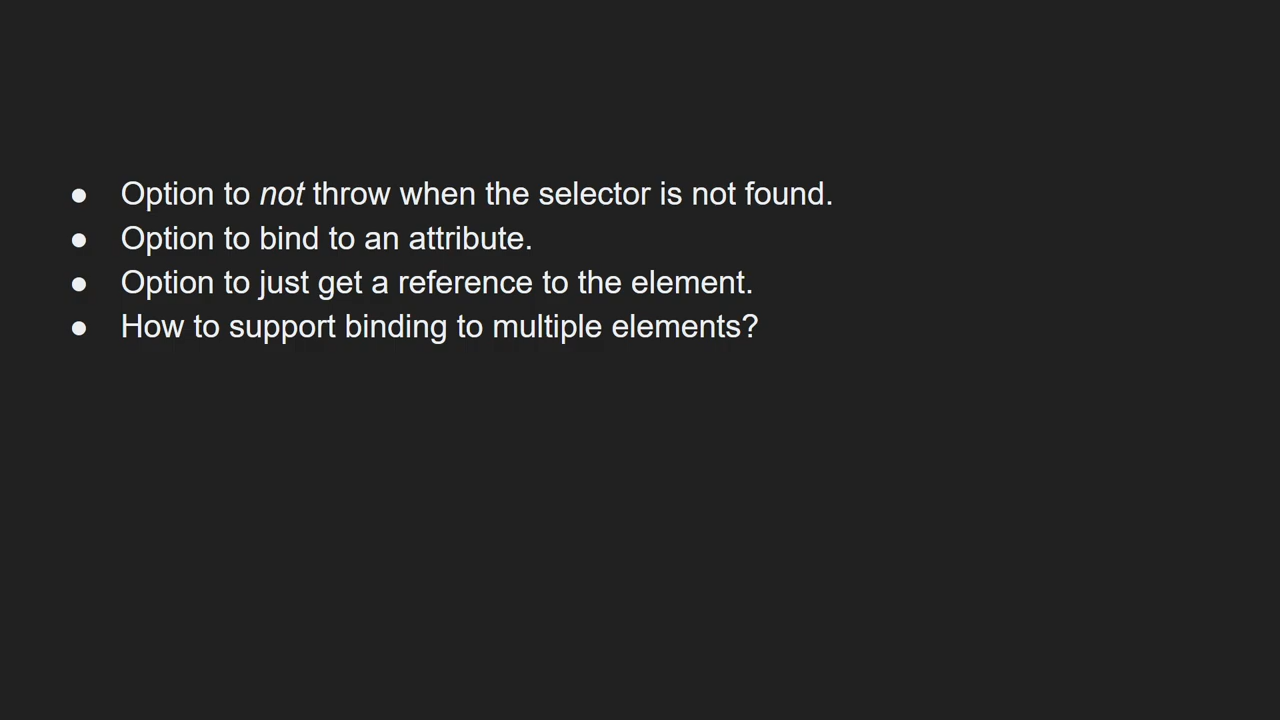 ● Option to not throw when the selector is not found.
● Option to bind to an attribute.
● Option to just get a reference to the element.
● How to support binding to multiple elements?